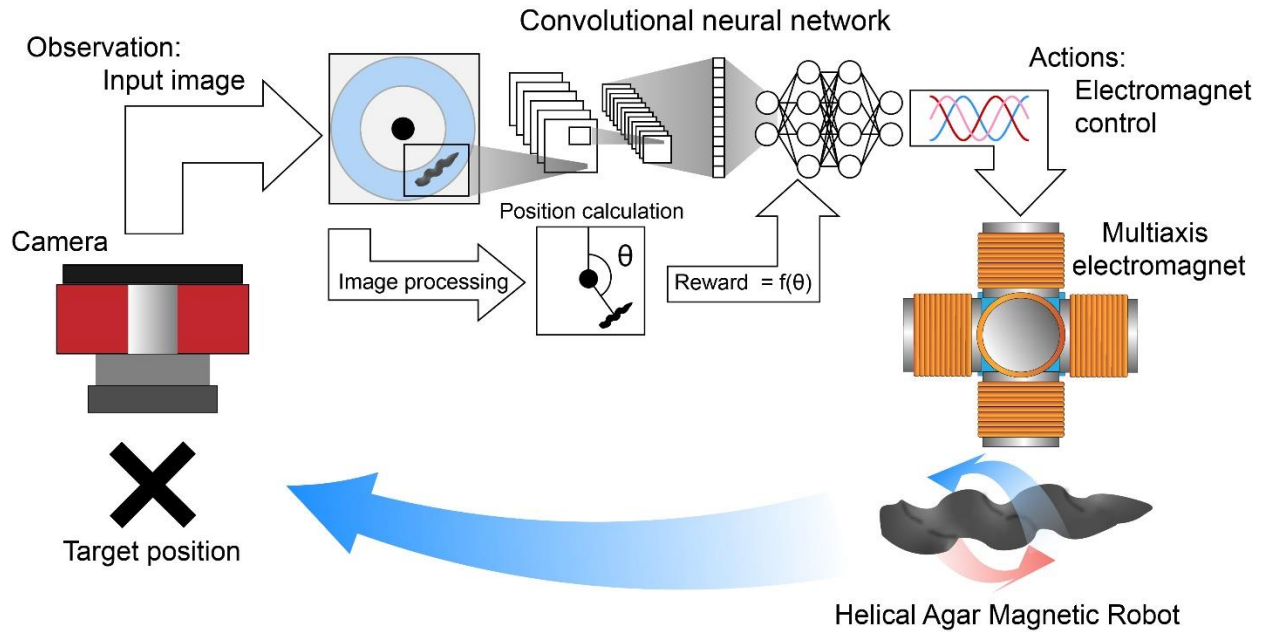 Convolutional neural network
Observation:
Input image
Actions:
Electromagnet
control
Camera
Position calculation
θ
Image processing
Reward = f(θ)
Multiaxis
electromagnet
Target position
Helical Agar Magnetic Robot